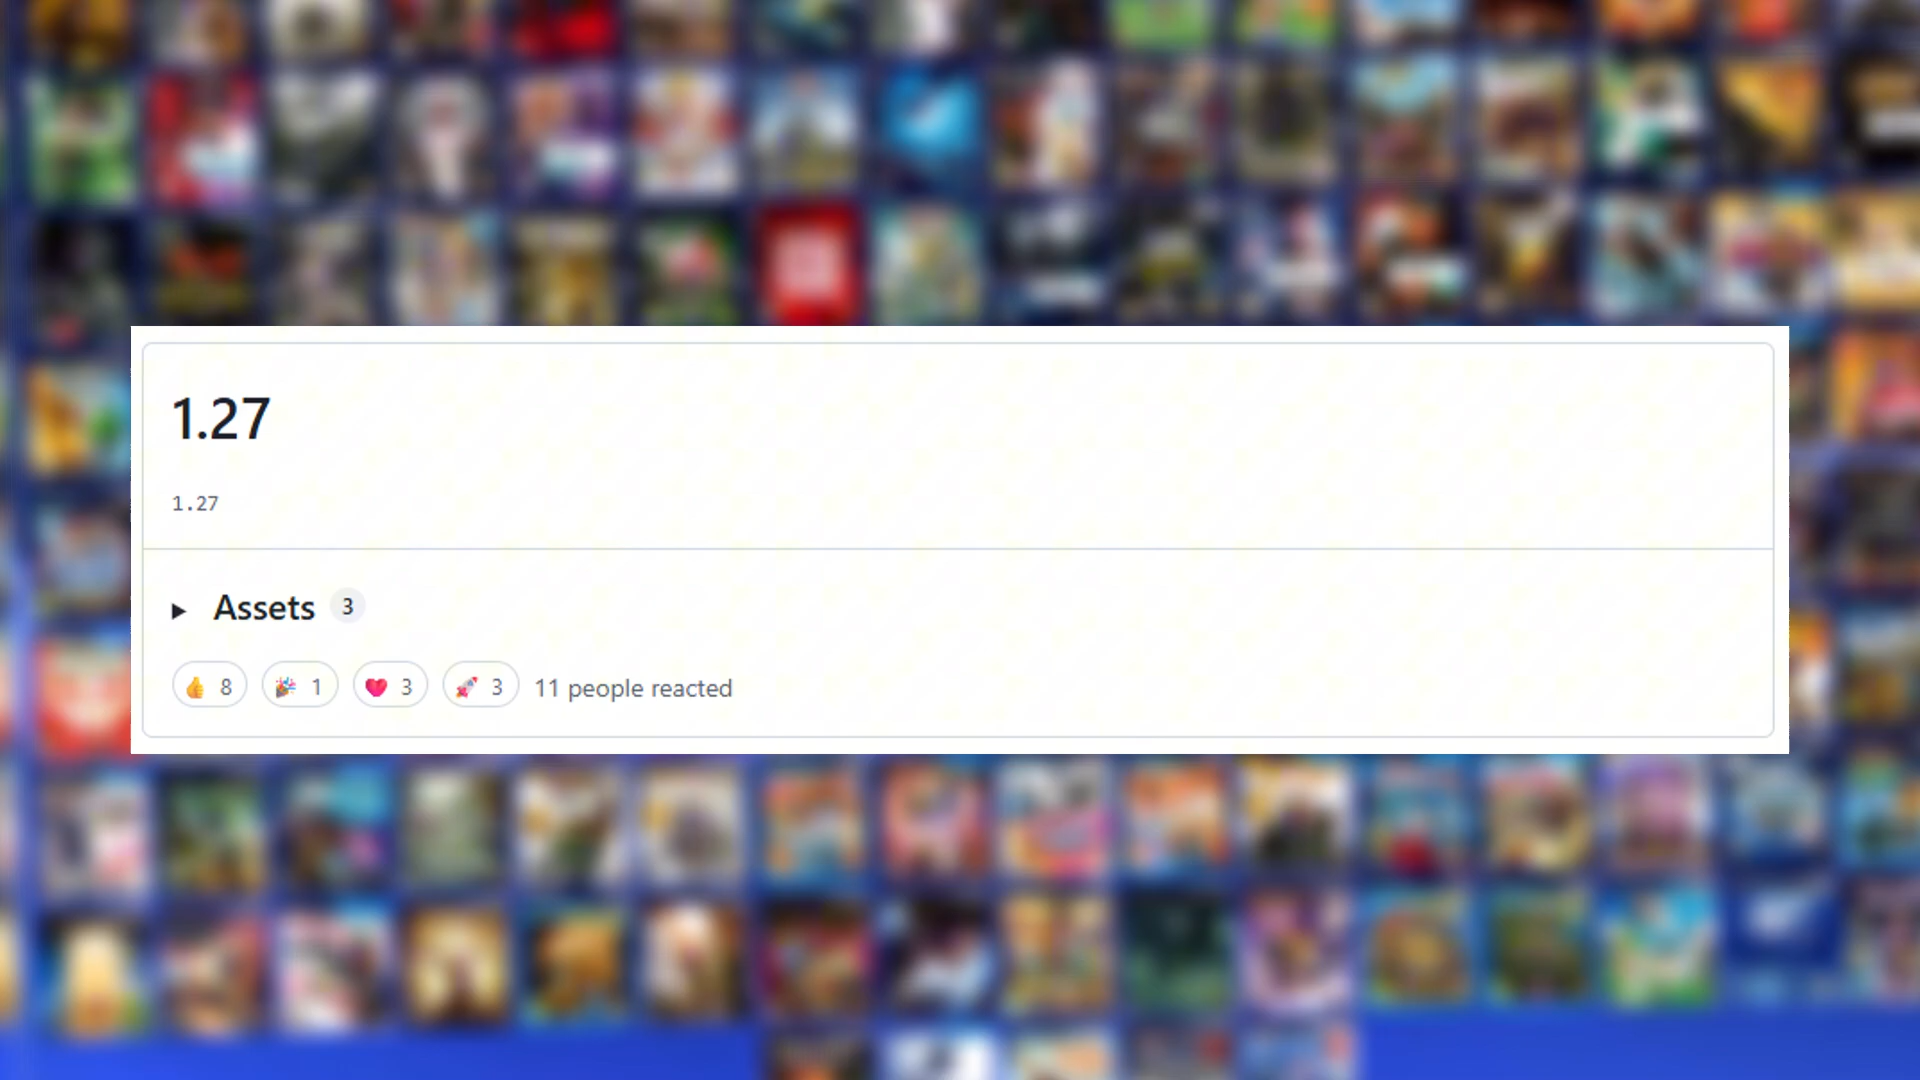 1.27
1.27
Assets 3
👍 8 🎉 1 ❤️ 3 🚀 3 11 people reacted